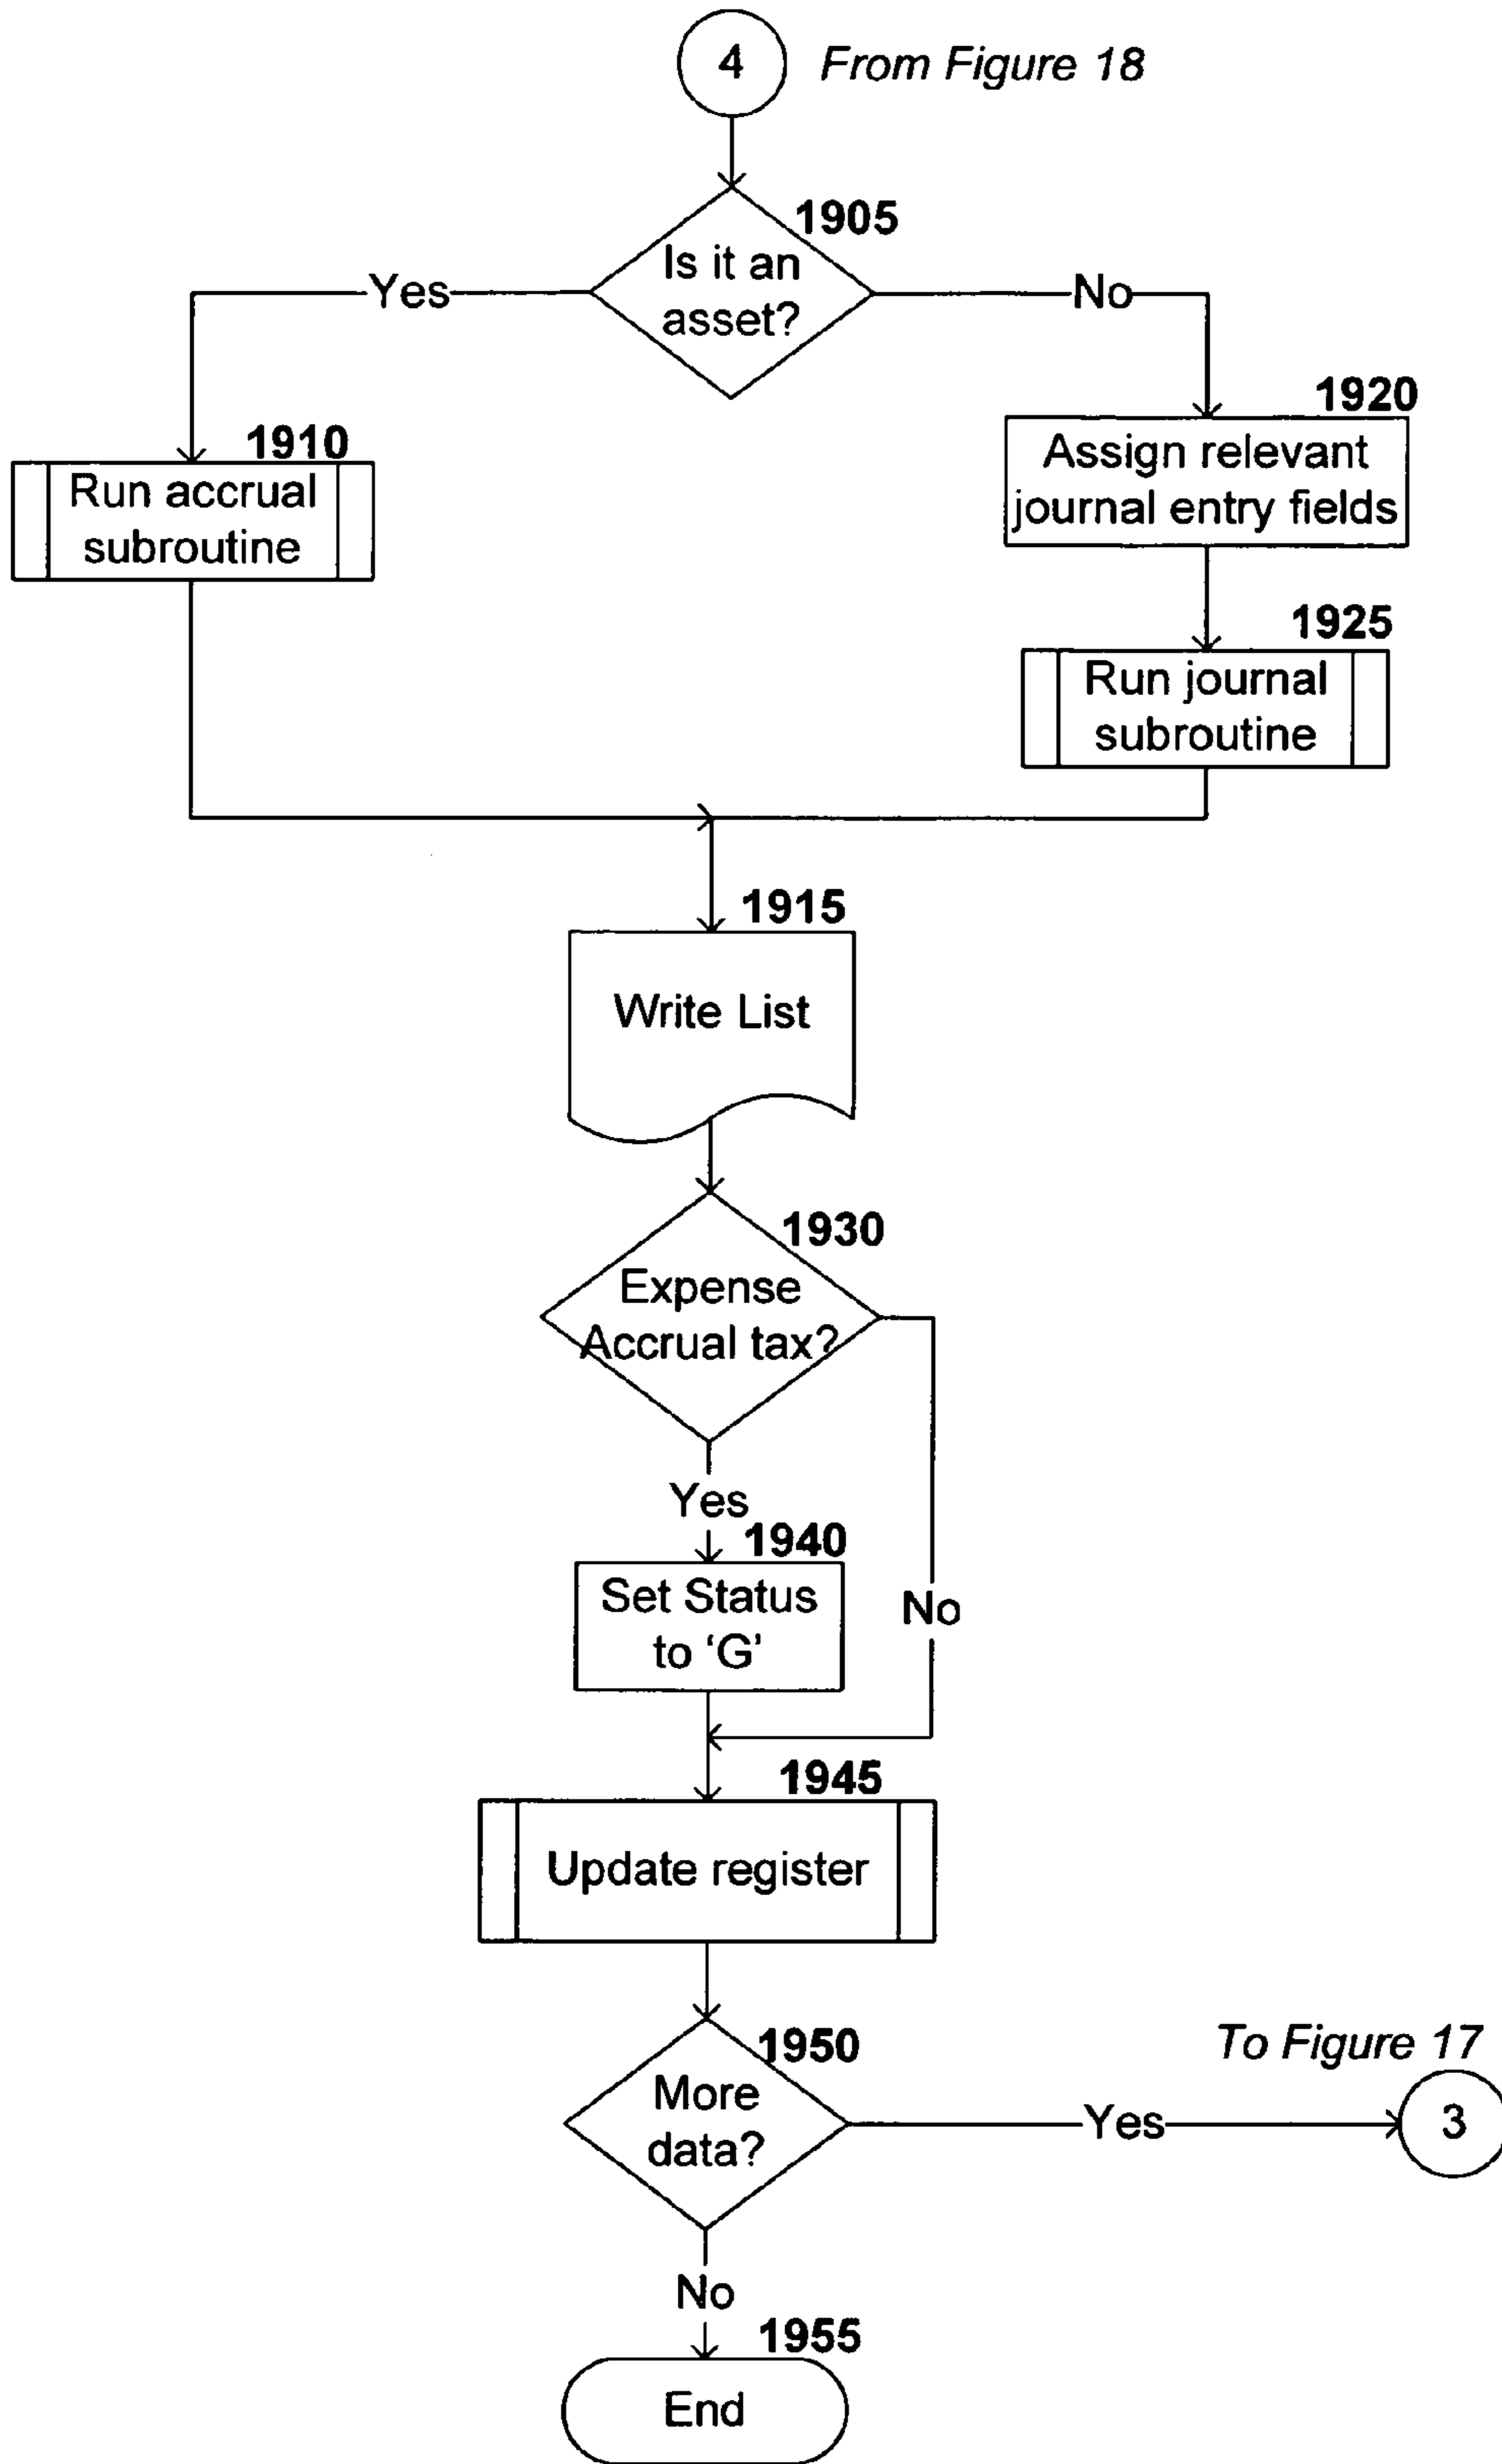 4
From Figure 18
1905
Is it an
asset?
Yes
No
1910
Run accrual
subroutine
1920
Assign relevant
journal entry fields
1925
Run journal
subroutine
1915
Write List
1930
Expense
Accrual tax?
Yes
No
1940
Set Status
to ‘G’
1945
Update register
1950
More
data?
Yes
To Figure 17
3
No
1955
End